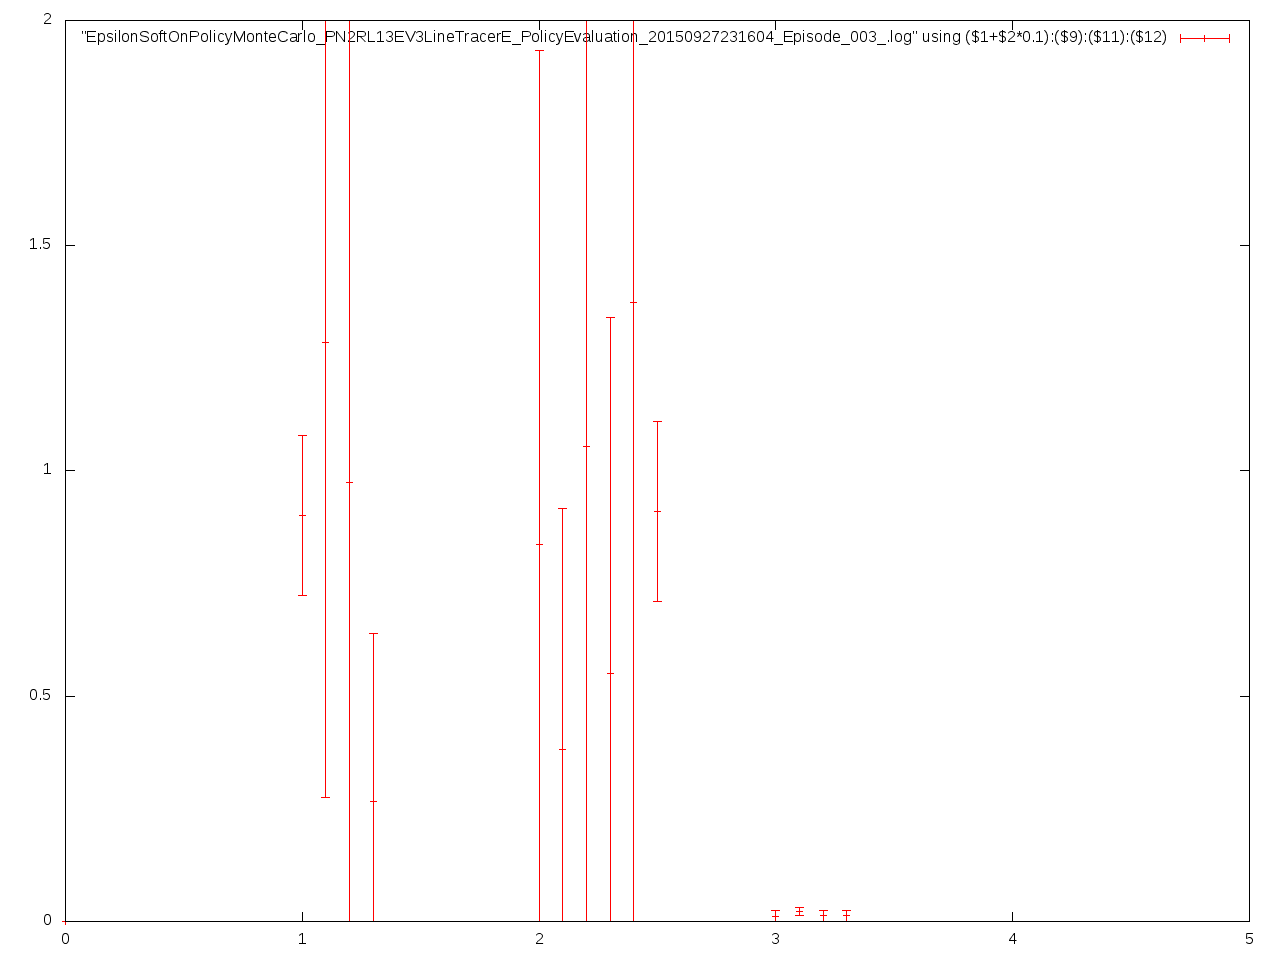 2
"EpsilonSoftOnPolicyMonteCarlo_PN2RL13EV3LineTracerE_PolicyEvaluation_20150927231604_Episode_003_.log" using ($1+$2*0.1):($9):($11):($12)
1.5
1
0.5
0
0 1 2 3 4 5